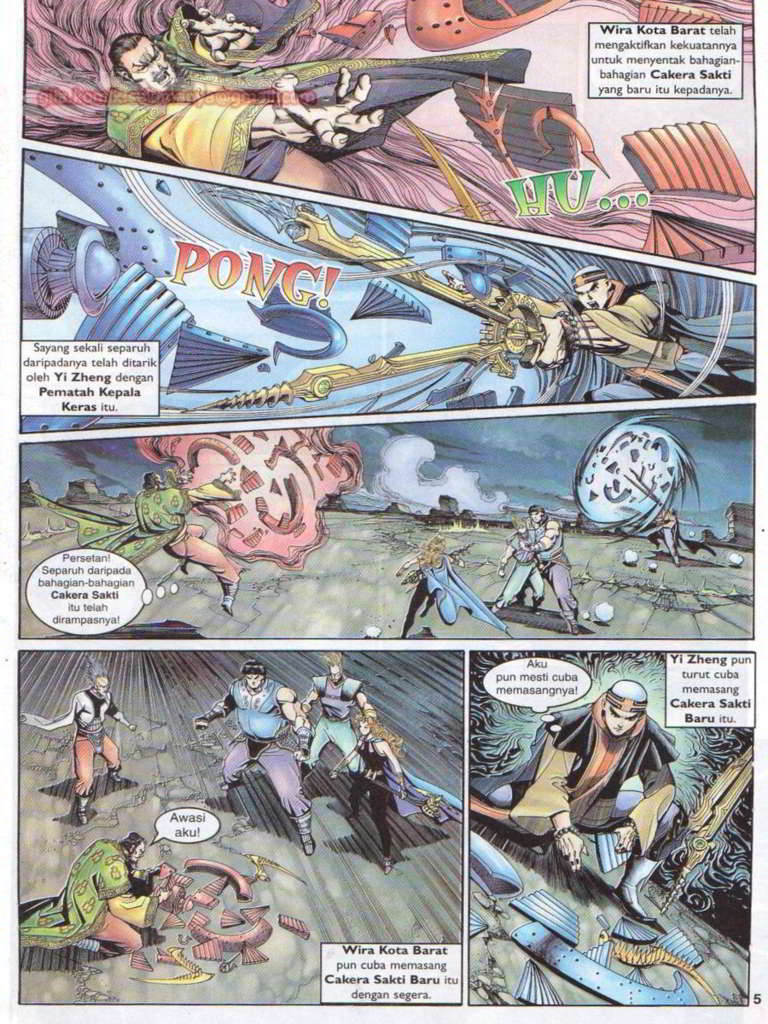 Wira Kota Barat telah
mengaktifkan kekuatannya
untuk menyentak bahagian-
bahagian Cakera Sakti
yang baru itu kepadanya.
HU...
PONG!
Sayang sekali separuh
daripadanya telah ditarik
oleh Yi Zheng dengan
Pematah Kepala
Keras itu.
Persetan!
Separuh daripada
bahagian-bahagian
Cakera Sakti
itu telah
dirampasnya!
Awasi
aku!
Wira Kota Barat
pun cuba memasang
Cakera Sakti Baru itu
dengan segera.
Aku
pun mesti cuba
memasangnya!
Yi Zheng pun
turut cuba
memasang
Cakera Sakti
Baru itu.
5